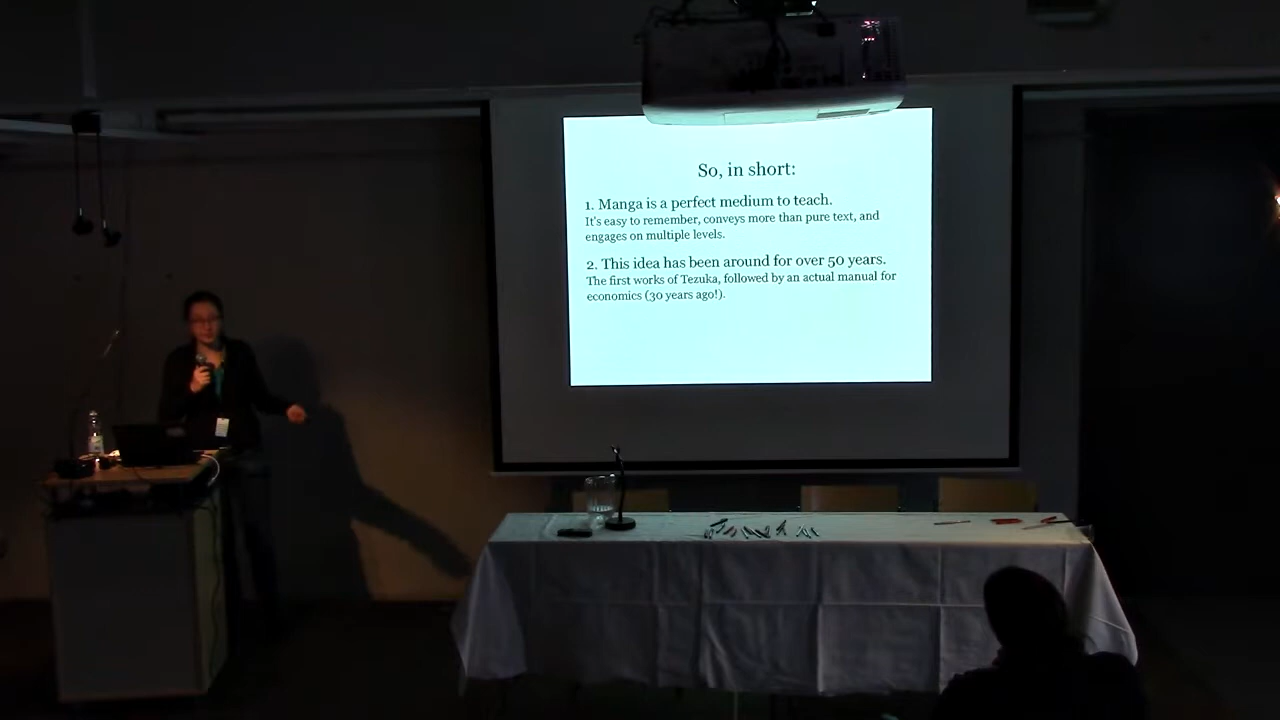 So, in short:
1. Manga is a perfect medium to teach.
It's easy to remember, conveys more than pure text, and
engages on multiple levels.
2. This idea has been around for over 50 years.
The first works of Tezuka, followed by an actual manual for
economics (30 years ago!).